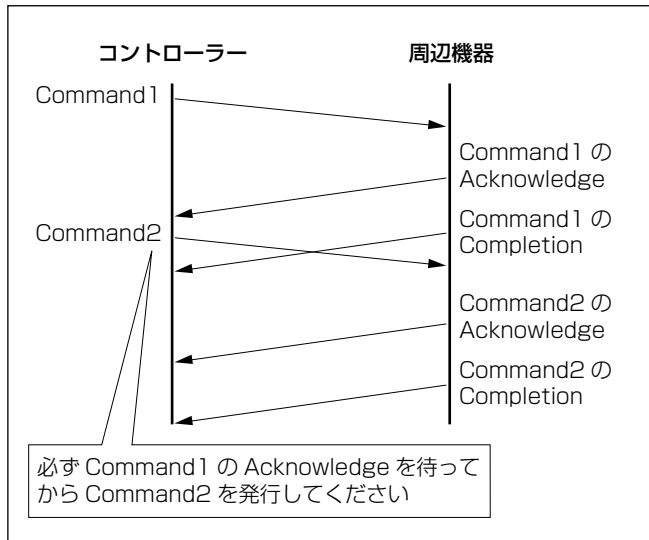 コントローラー
周辺機器
Command1
Command1 の
Acknowledge
Command2
Command1 の
Completion
Command2 の
Acknowledge
Command2 の
Completion
必ず Command1 の Acknowledge を待って
から Command2 を発行してください